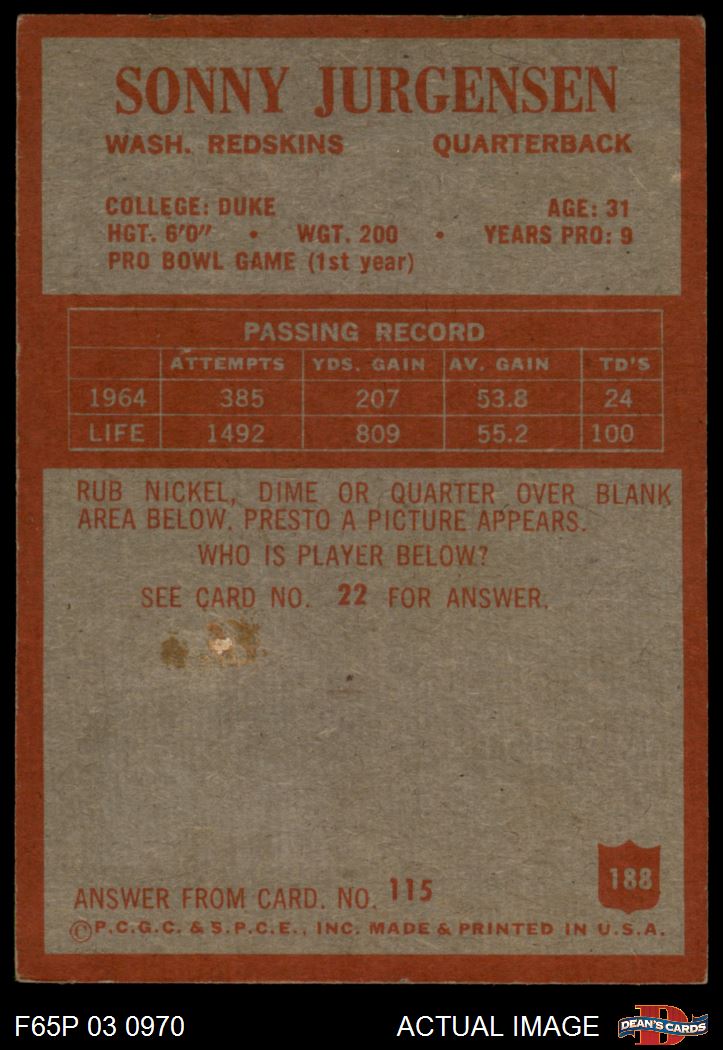 SONNY JURGENSEN
WASH. REDSKINS QUARTERBACK
COLLEGE: DUKE AGE: 31
HGT. 6'0" • WGT. 200 • YEARS PRO: 9
PRO BOWL GAME (1st year)
PASSING RECORD
ATTEMPTS YDS. GAIN AV. GAIN TD'S
1964 385 207 53.8 24
LIFE 1492 809 55.2 100
RUB NICKEL, DIME OR QUARTER OVER BLANK
AREA BELOW. PRESTO A PICTURE APPEARS.
WHO IS PLAYER BELOW?
SEE CARD NO. 22 FOR ANSWER.
188
ANSWER FROM CARD. NO. 115
©P.C.G.C. & S.P.C.E., INC. MADE & PRINTED IN U.S.A.
F65P 03 0970 ACTUAL IMAGE D DEAN'S CARDS